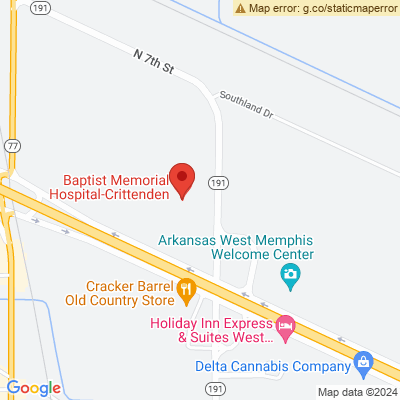 Map error: g.co/staticmaperror
191
N 7th St
Southland Dr
77
Baptist Memorial
Hospital-Crittenden
191
Arkansas West Memphis
Welcome Center
Cracker Barrel
Old Country Store
Holiday Inn Express
& Suites West...
Delta Cannabis Company
191
Google
Map data ©2024